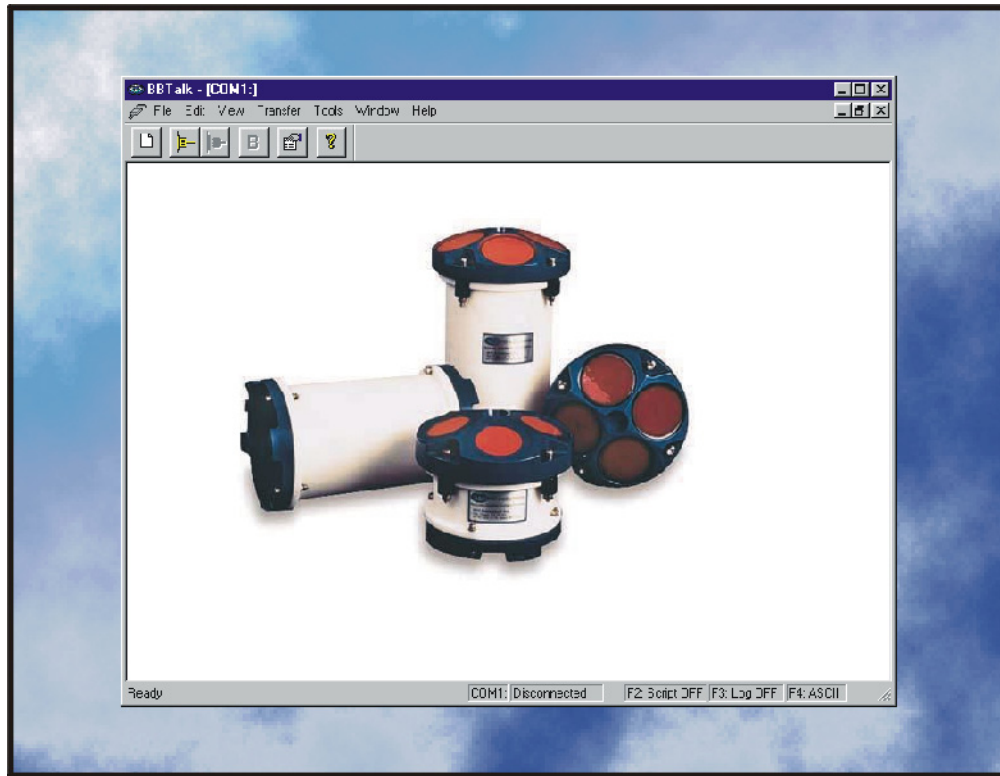 BBTalk - [COM1:]
File Edit View Transfer Tools Window Help
B ?
Ready COM1: Disconnected F2: Script OFF F3: Log OFF F4: ASCII